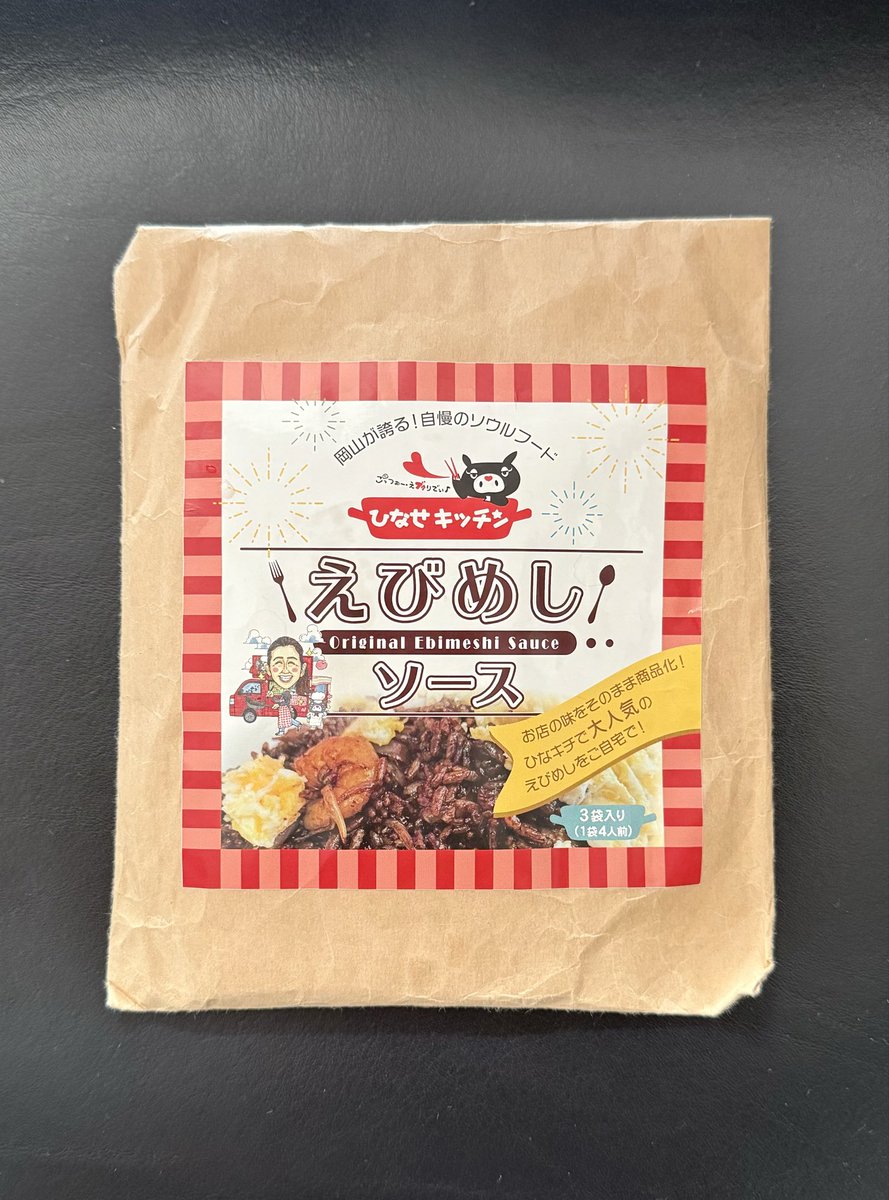 岡山が誇る！自慢のソウルフード
ひなせキッチン
えびめし
Original Ebimeshi Sauce
ソース
お店の味をそのまま商品化！
ひなキチで大人気の
えびめしをご自宅で！
3袋入り
(1袋4人前)